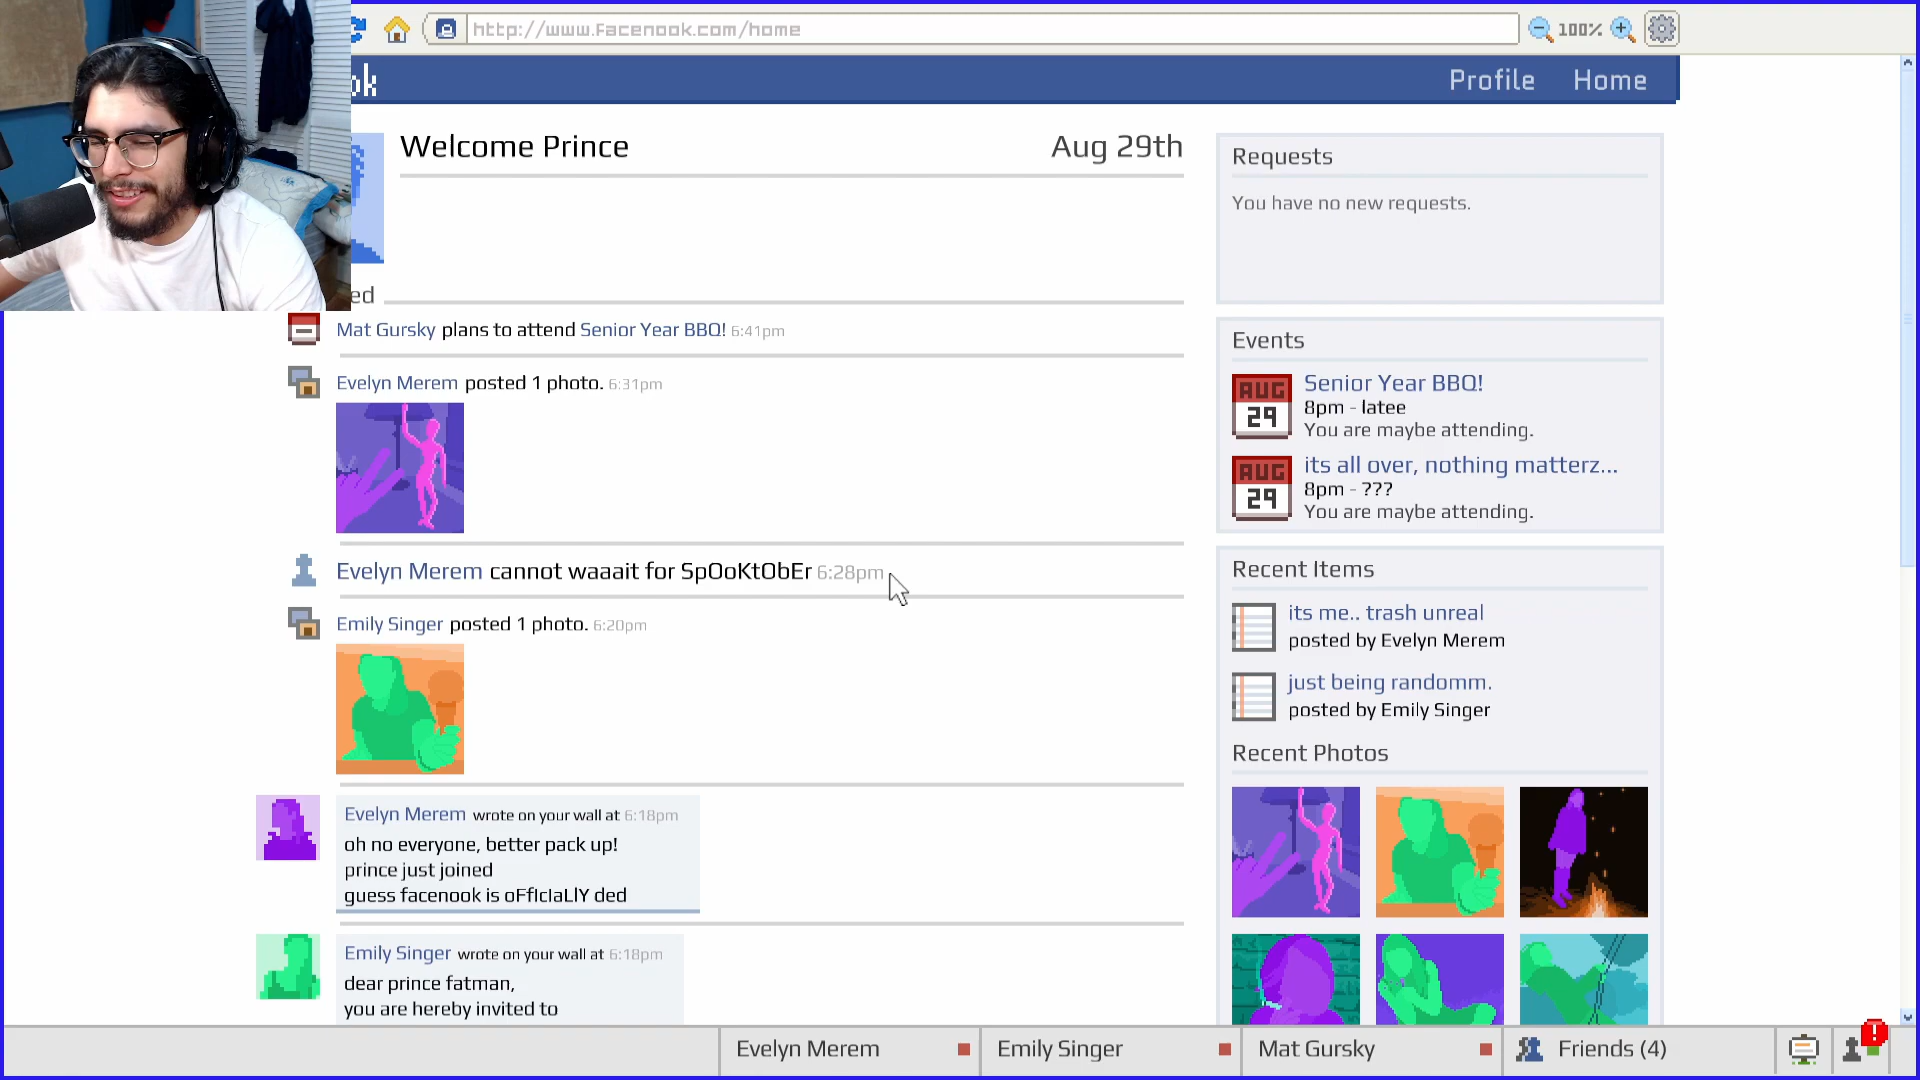 http://www.facenook.com/home
100%
ok
Profile
Home
Welcome Prince
Aug 29th
ed
Mat Gursky plans to attend Senior Year BBQ! 6:41pm
Evelyn Merem posted 1 photo. 6:31pm
Evelyn Merem cannot waaait for SpOoKtObEr 6:28pm
Emily Singer posted 1 photo. 6:20pm
Evelyn Merem wrote on your wall at 6:18pm
oh no everyone, better pack up!
prince just joined
guess facenook is oFfIcIaLlY ded
Emily Singer wrote on your wall at 6:18pm
dear prince fatman,
you are hereby invited to
Requests
You have no new requests.
Events
AUG
29
Senior Year BBQ!
8pm - latee
You are maybe attending.
AUG
29
its all over, nothing matterz...
8pm - ???
You are maybe attending.
Recent Items
its me.. trash unreal
posted by Evelyn Merem
just being randomm.
posted by Emily Singer
Recent Photos
Evelyn Merem
Emily Singer
Mat Gursky
Friends (4)
!